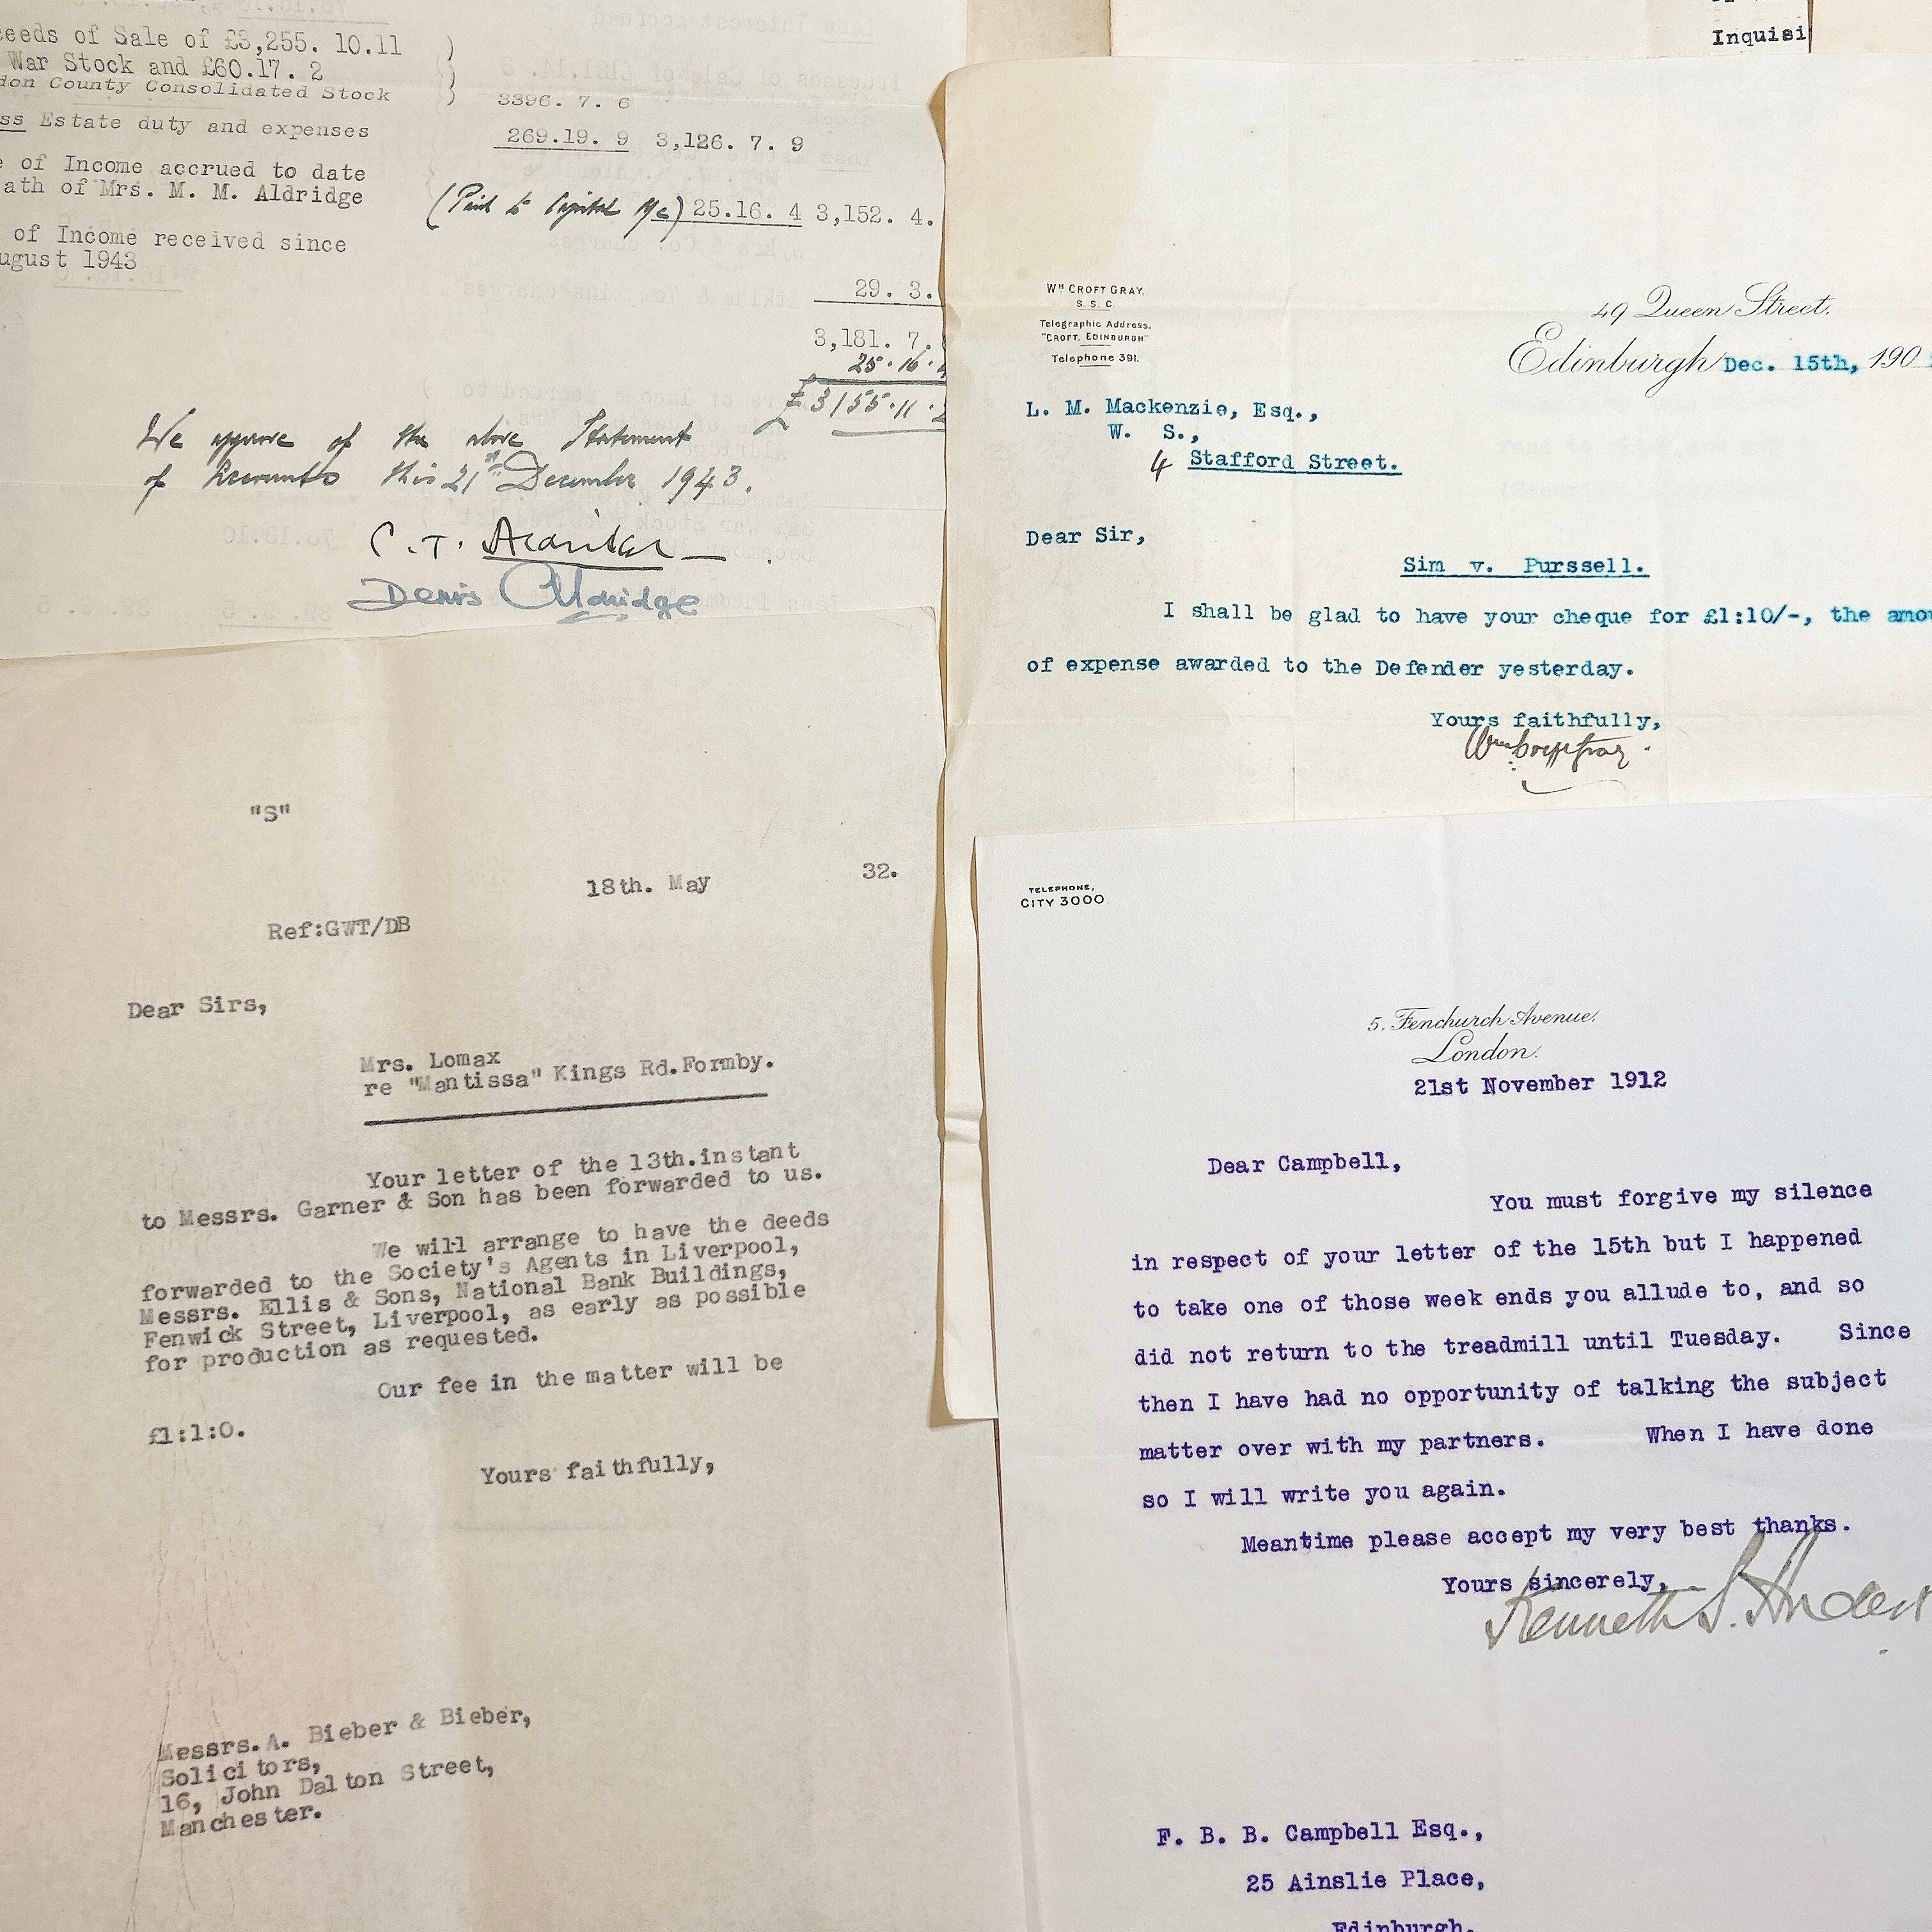 eeds of Sale of £3,255. 10.11
War Stock and £60.17. 2
don County Consolidated Stock
3396. 7. 6
ss Estate duty and expenses
269.19. 9 3,126. 7. 9
e of Income accrued to date
ath of Mrs. M. M. Aldridge
(Paid to Capital A/c) 25.16. 4 3,152. 4.
of Income received since
ugust 1943
29. 3.
3,181. 7.
25.16.
£3155.11.
We approve of the above Statement
of Accounts this 21st December 1943.
C. T.
Denis Aldridge
Inquisi
Wm CROFT GRAY,
S. S. C.
Telegraphic Address,
"CROFT, EDINBURGH"
Telephone 391.
49 Queen Street.
Edinburgh Dec. 15th, 190
L. M. Mackenzie, Esq.,
W. S.,
4 Stafford Street.
Dear Sir,
Sim v. Purssell.
I shall be glad to have your cheque for £1:10/-, the amou
of expense awarded to the Defender yesterday.
Yours faithfully,
Wm Croft Gray
"S"
18th. May 32.
Ref:GWT/DB
Dear Sirs,
Mrs. Lomax
re "Mantissa" Kings Rd.Formby.
Your letter of the 13th.instant
to Messrs. Garner & Son has been forwarded to us.
We will arrange to have the deeds
forwarded to the Society's Agents in Liverpool,
Messrs. Ellis & Sons, National Bank Buildings,
Fenwick Street, Liverpool, as early as possible
for production as requested.
Our fee in the matter will be
£1:1:0.
Yours faithfully,
Messrs.A. Bieber & Bieber,
Solicitors,
16, John Dalton Street,
Manchester.
TELEPHONE,
CITY 3000
5, Fenchurch Avenue.
London.
21st November 1912
Dear Campbell,
You must forgive my silence
in respect of your letter of the 15th but I happened
to take one of those week ends you allude to, and so
did not return to the treadmill until Tuesday. Since
then I have had no opportunity of talking the subject
matter over with my partners. When I have done
so I will write you again.
Meantime please accept my very best thanks.
Yours sincerely,
Kenneth S. Anders
F. B. B. Campbell Esq.,
25 Ainslie Place,
Edinburgh.